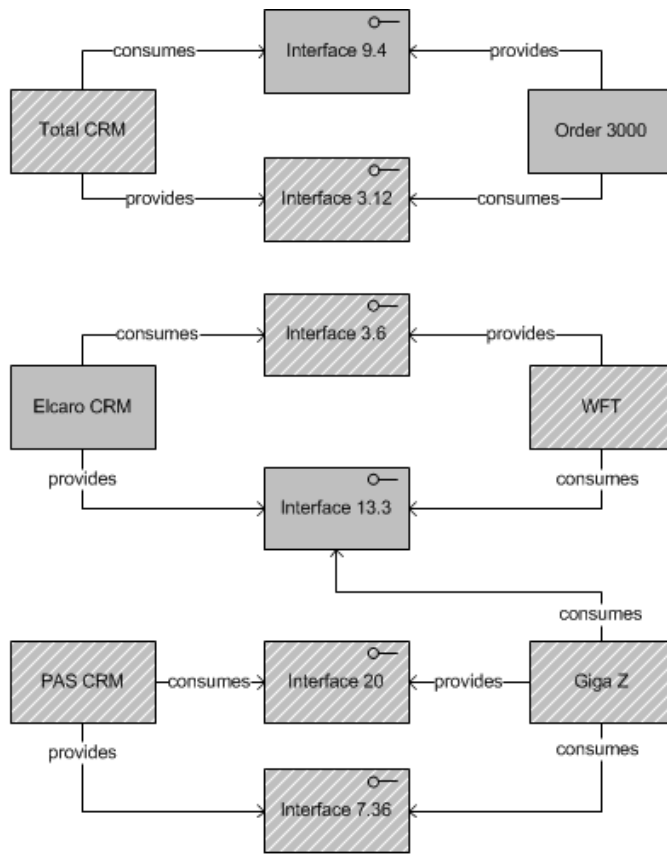 consumes
Interface 9.4
provides
Total CRM
Order 3000
provides
Interface 3.12
consumes
consumes
Interface 3.6
provides
Elcaro CRM
WFT
provides
Interface 13.3
consumes
consumes
PAS CRM
consumes
Interface 20
provides
Giga Z
provides
consumes
Interface 7.36